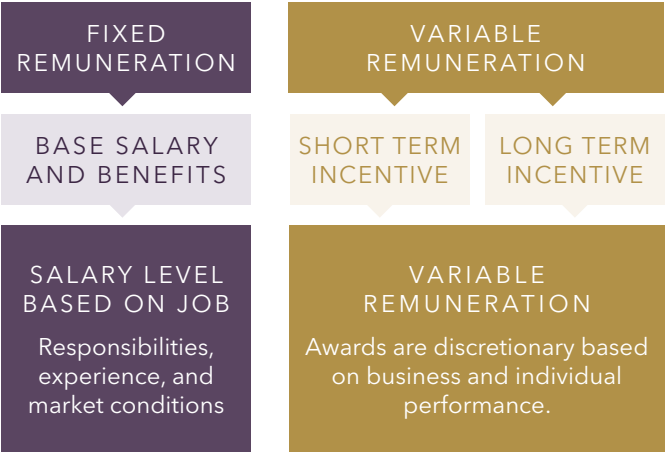 FIXED
REMUNERATION
BASE SALARY
AND BENEFITS
SALARY LEVEL
BASED ON JOB
Responsibilities,
experience, and
market conditions
VARIABLE
REMUNERATION
SHORT TERM
INCENTIVE
LONG TERM
INCENTIVE
VARIABLE
REMUNERATION
Awards are discretionary based
on business and individual
performance.